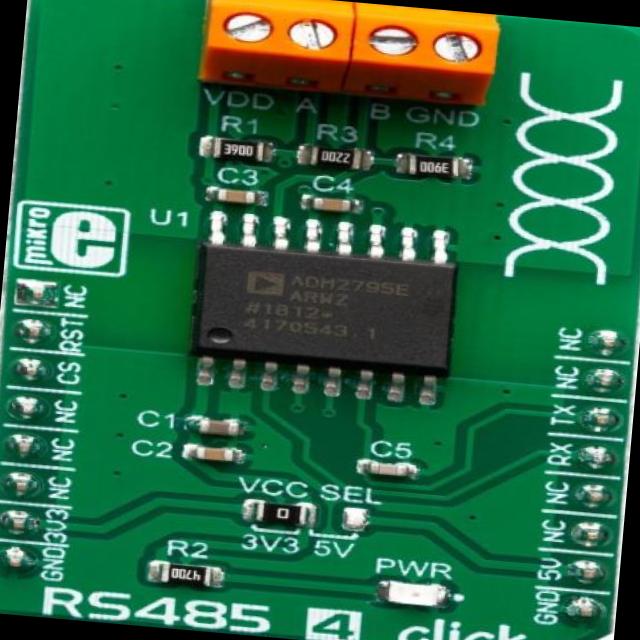 VDD A B GND
R1 R3 R4
3900 0022 006E
C3 C4
U1
mikro e
ADM2795E
ARWZ
#1812
4170543.1
NC
RST
CS
NC
NC
NC
3V3
GND
NC
NC
TX
RX
NC
NC
5V
GND
C1
C2
C5
VCC SEL
0
3V3 5V
R2
4700
PWR
RS485 4 click